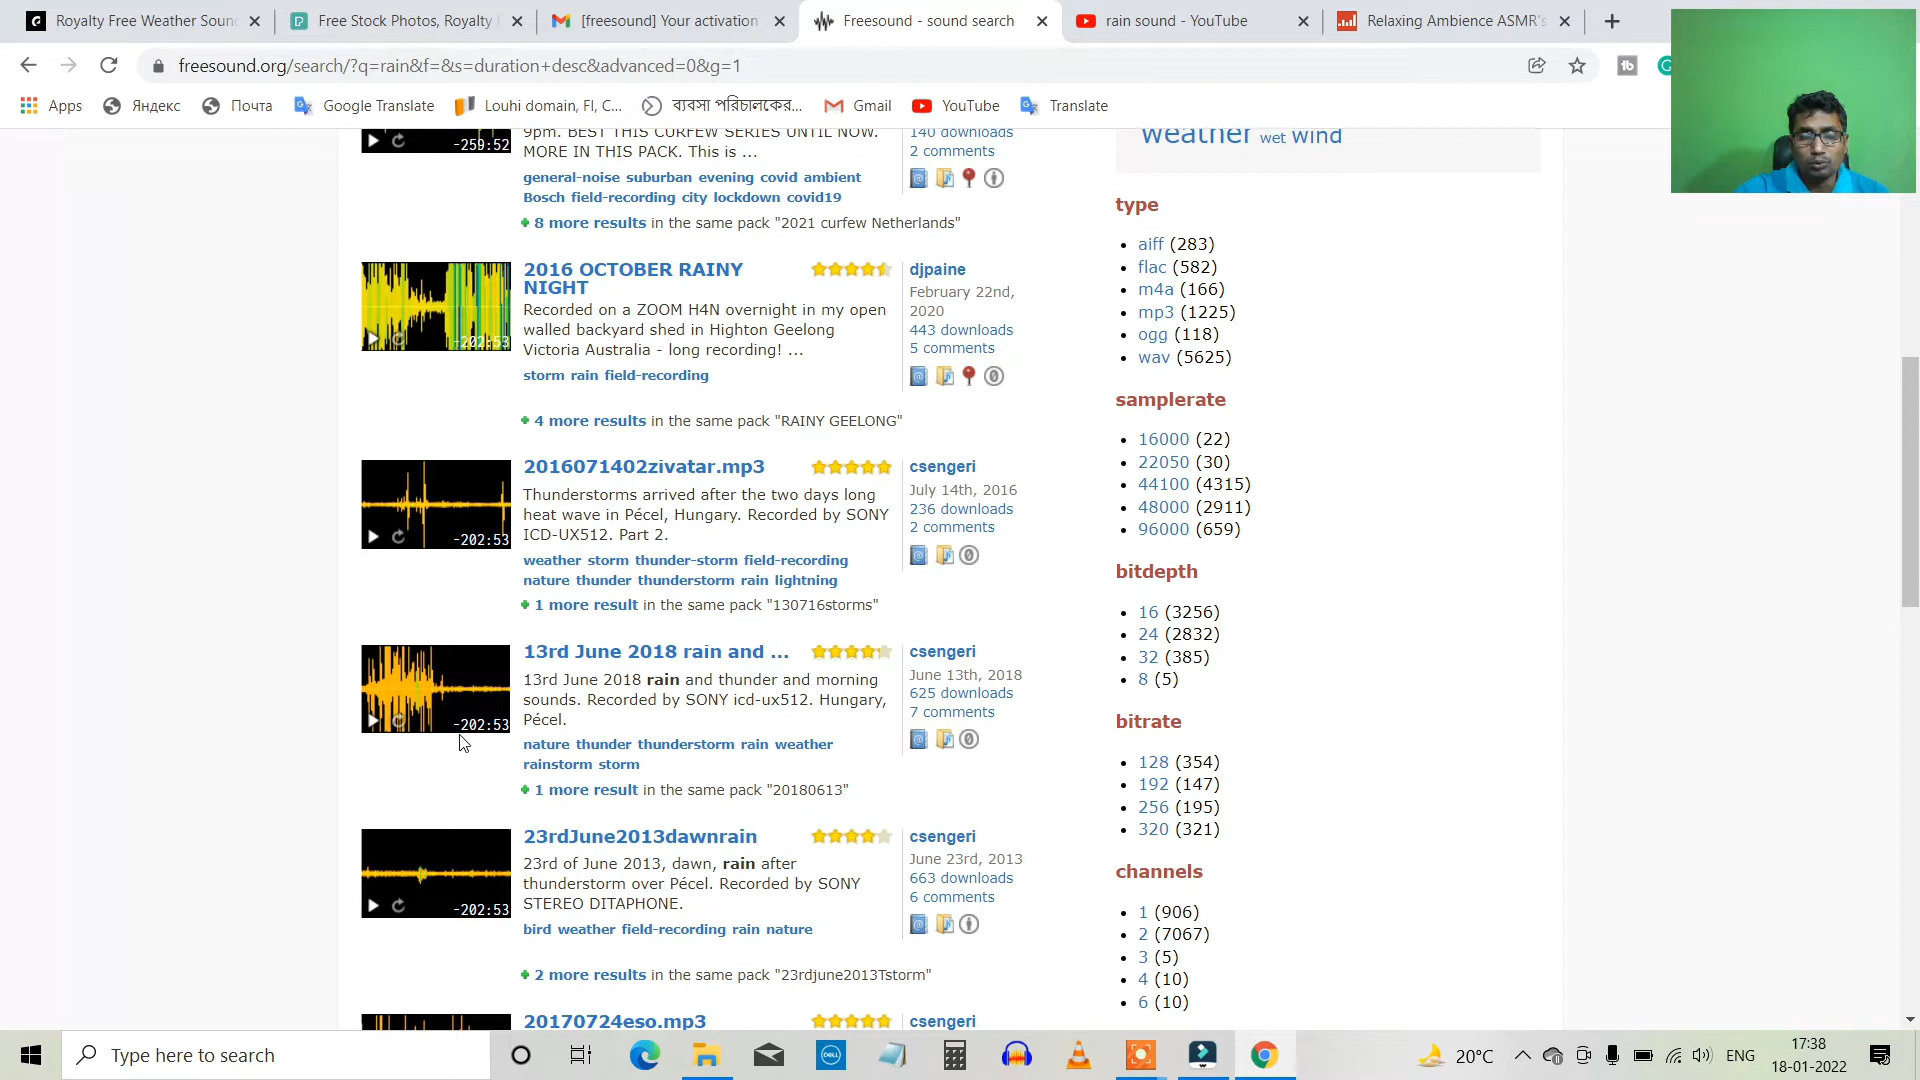 Royalty Free Weather Soun
Free Stock Photos, Royalty F
[freesound] Your activation
Freesound - sound search
rain sound - YouTube
Relaxing Ambience ASMR's
freesound.org/search/?q=rain&f=&s=duration+desc&advanced=0&g=1
Apps
Яндекс
Почта
Google Translate
Louhi domain, Fl, C...
ব্যবসা পরিচালকের...
Gmail
YouTube
Translate
-259:52
9pm. BEST THIS CURFEW SERIES UNTIL NOW.
MORE IN THIS PACK. This is ...
general-noise suburban evening covid ambient
Bosch field-recording city lockdown covid19
8 more results in the same pack "2021 curfew Netherlands"
140 downloads
2 comments
-202:53
2016 OCTOBER RAINY
NIGHT
Recorded on a ZOOM H4N overnight in my open
walled backyard shed in Highton Geelong
Victoria Australia - long recording! ...
storm rain field-recording
4 more results in the same pack "RAINY GEELONG"
djpaine
February 22nd,
2020
443 downloads
5 comments
-202:53
2016071402zivatar.mp3
Thunderstorms arrived after the two days long
heat wave in Pécel, Hungary. Recorded by SONY
ICD-UX512. Part 2.
weather storm thunder-storm field-recording
nature thunder thunderstorm rain lightning
1 more result in the same pack "130716storms"
csengeri
July 14th, 2016
236 downloads
2 comments
-202:53
13rd June 2018 rain and ...
13rd June 2018 rain and thunder and morning
sounds. Recorded by SONY icd-ux512. Hungary,
Pécel.
nature thunder thunderstorm rain weather
rainstorm storm
1 more result in the same pack "20180613"
csengeri
June 13th, 2018
625 downloads
7 comments
-202:53
23rdJune2013dawnrain
23rd of June 2013, dawn, rain after
thunderstorm over Pécel. Recorded by SONY
STEREO DITAPHONE.
bird weather field-recording rain nature
2 more results in the same pack "23rdjune2013Tstorm"
csengeri
June 23rd, 2013
663 downloads
6 comments
20170724eso.mp3
csengeri
weather wet wind
type
aiff (283)
flac (582)
m4a (166)
mp3 (1225)
ogg (118)
wav (5625)
samplerate
16000 (22)
22050 (30)
44100 (4315)
48000 (2911)
96000 (659)
bitdepth
16 (3256)
24 (2832)
32 (385)
8 (5)
bitrate
128 (354)
192 (147)
256 (195)
320 (321)
channels
1 (906)
2 (7067)
3 (5)
4 (10)
6 (10)
Type here to search
DELL
20°C
ENG
17:38
18-01-2022